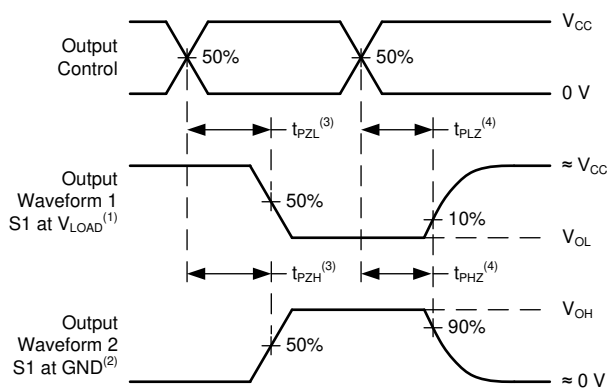 Output
Control
50%
50%
V_CC
0 V
t_PZL^(3)
t_PLZ^(4)
Output
Waveform 1
S1 at V_LOAD^(1)
50%
10%
≈ V_CC
V_OL
t_PZH^(3)
t_PHZ^(4)
Output
Waveform 2
S1 at GND^(2)
50%
90%
V_OH
≈ 0 V